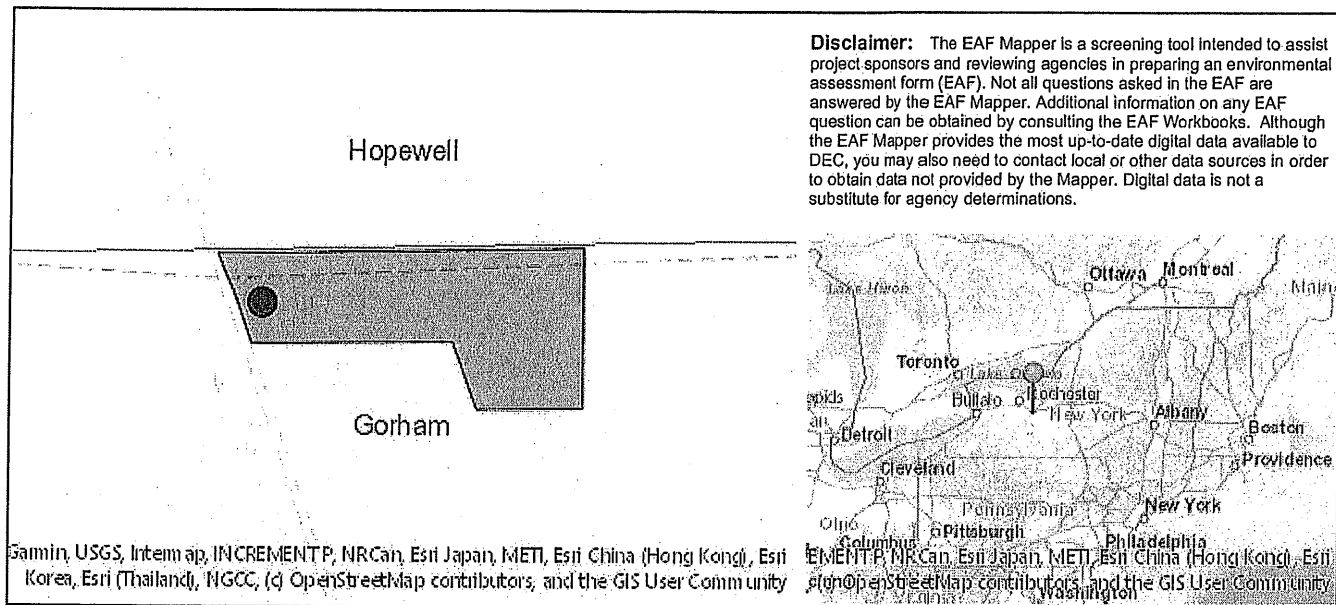 Hopewell
Gorham
Garmin, USGS, Intermap, INCREMENT P, NRCan, Esri Japan, METI, Esri China (Hong Kong), Esri
Korea, Esri (Thailand), NGCC, (c) OpenStreetMap contributors, and the GIS User Community
Disclaimer: The EAF Mapper is a screening tool intended to assist
project sponsors and reviewing agencies in preparing an environmental
assessment form (EAF). Not all questions asked in the EAF are
answered by the EAF Mapper. Additional information on any EAF
question can be obtained by consulting the EAF Workbooks. Although
the EAF Mapper provides the most up-to-date digital data available to
DEC, you may also need to contact local or other data sources in order
to obtain data not provided by the Mapper. Digital data is not a
substitute for agency determinations.
Ottawa
Montreal
Lake Huron
Toronto
Rochester
Buffalo
New York
Albany
Detroit
Boston
Providence
Cleveland
Pennsylvania
New York
Ohio
Pittsburgh
Columbus
Philadelphia
EMENT P, NRCan, Esri Japan, METI, Esri China (Hong Kong), Esri
OpenStreetMap contributors, and the GIS User Community
Washington